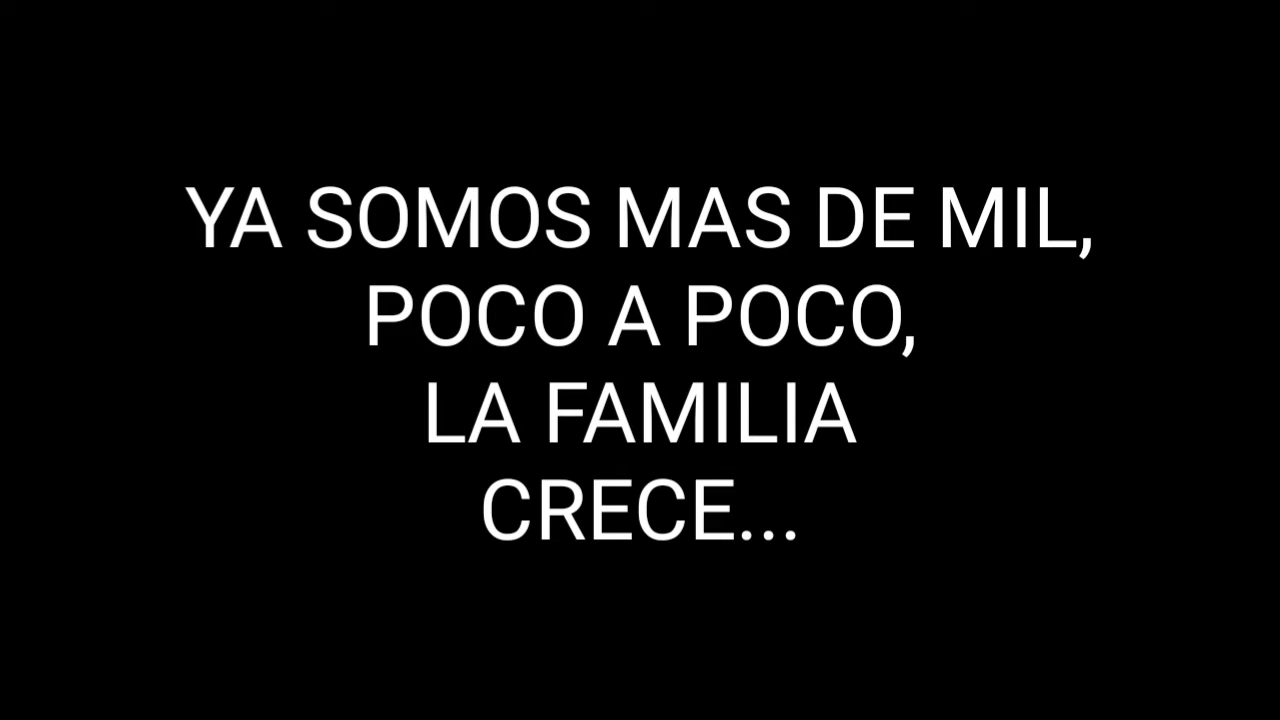 YA SOMOS MAS DE MIL,
POCO A POCO,
LA FAMILIA
CRECE...